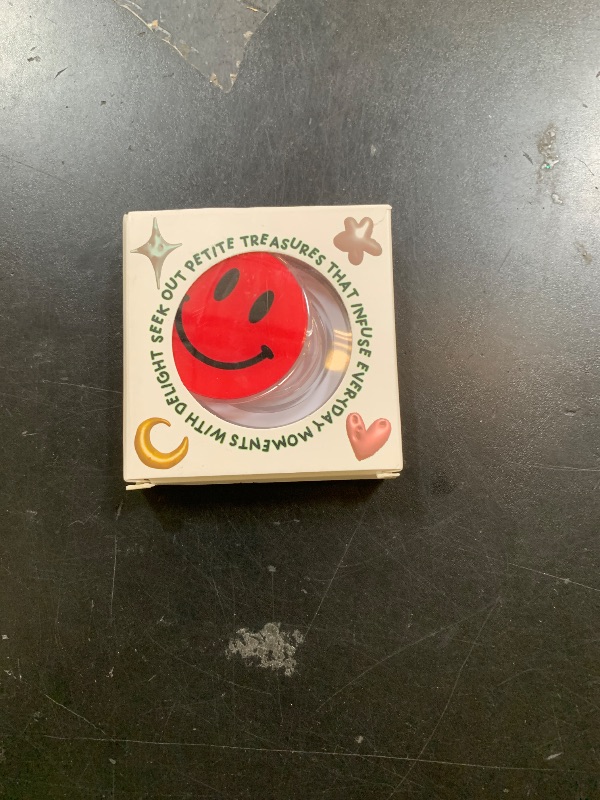 SEEK OUT PETITE TREASURES THAT INFUSE EVERYDAY MOMENTS WITH DELIGHT